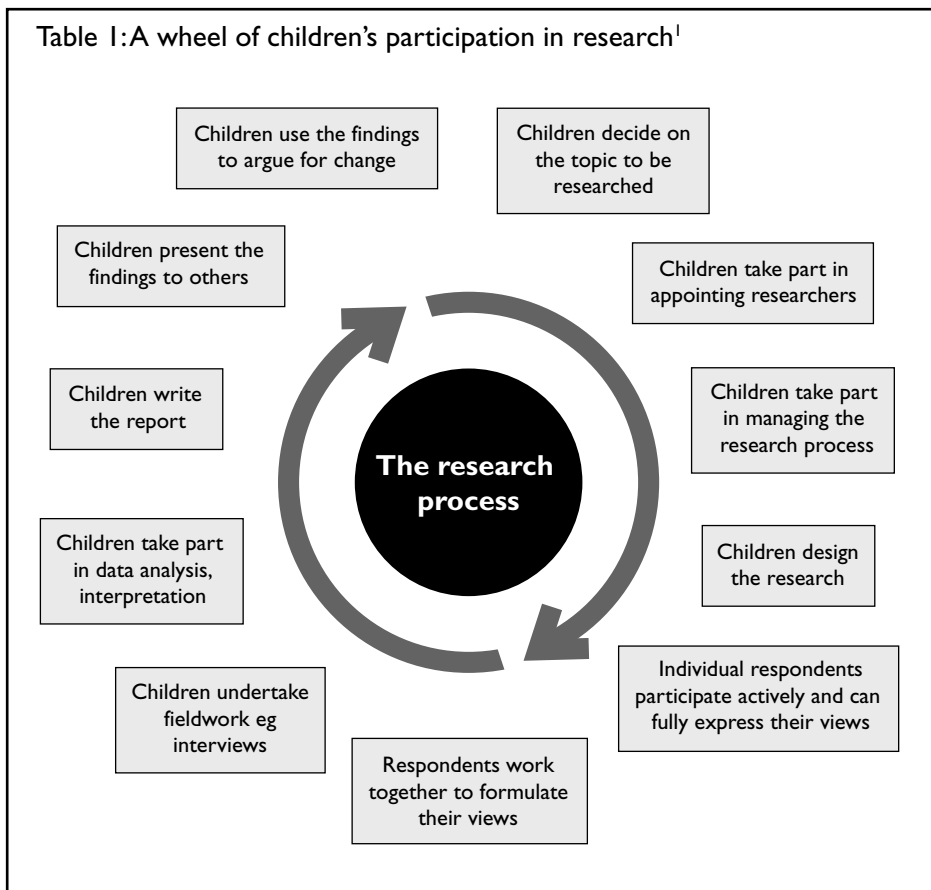 Table 1: A wheel of children's participation in research¹
Children use the findings
to argue for change
Children decide on
the topic to be
researched
Children present the
findings to others
Children take part in
appointing researchers
Children write
the report
Children take part
in managing the
research process
The research
process
Children take part
in data analysis,
interpretation
Children design
the research
Children undertake
fieldwork eg
interviews
Individual respondents
participate actively and can
fully express their views
Respondents work
together to formulate
their views